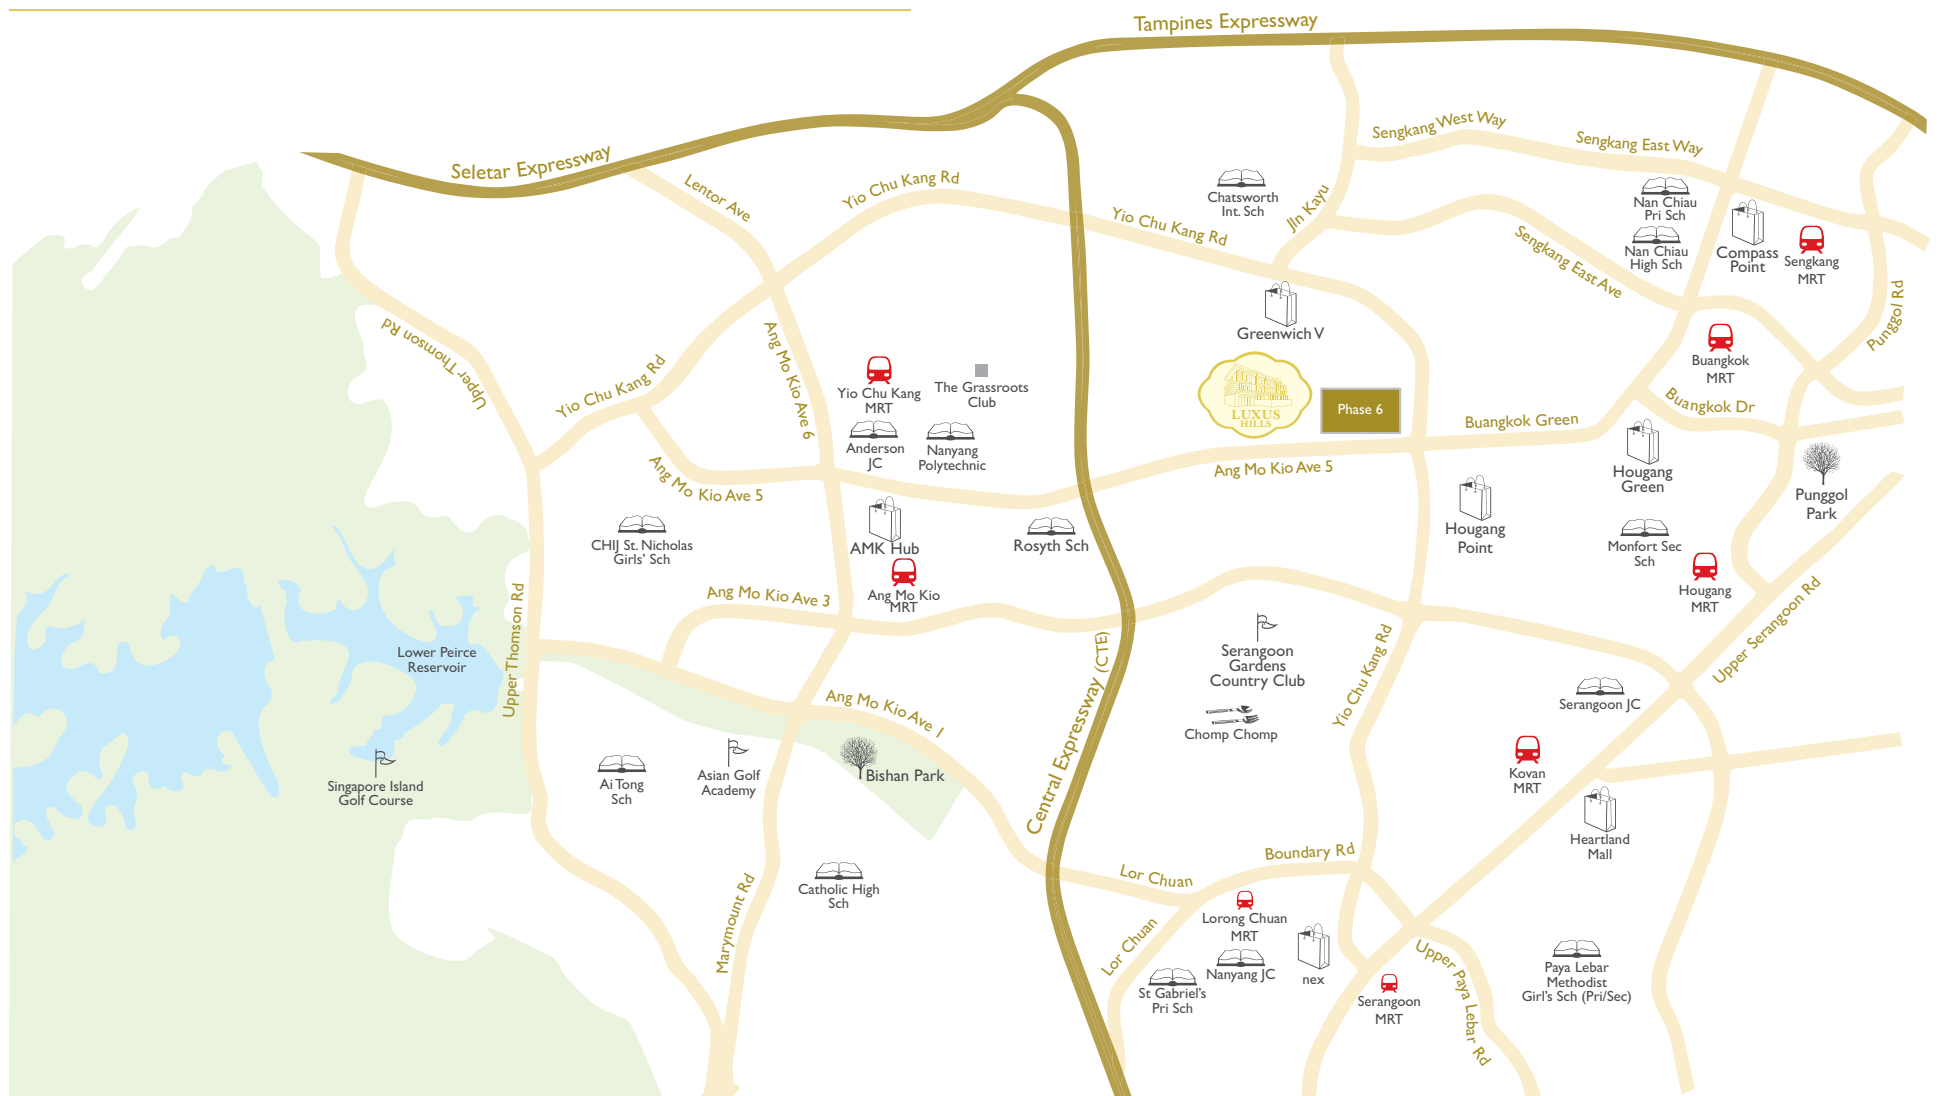 Tampines Expressway
Seletar Expressway
Lentor Ave
Yio Chu Kang Rd
Yio Chu Kang Rd
Jln Kayu
Sengkang West Way
Sengkang East Way
Chatsworth
Int. Sch
Nan Chiau
Pri Sch
Nan Chiau
High Sch
Compass
Point
Sengkang
MRT
Sengkang East Ave
Punggol Rd
Upper Thomson Rd
Yio Chu Kang Rd
Ang Mo Kio Ave 6
Yio Chu Kang
MRT
The Grassroots
Club
Anderson
JC
Nanyang
Polytechnic
Greenwich V
LUXUS
HILLS
Phase 6
Buangkok
MRT
Buangkok Dr
Buangkok Green
Ang Mo Kio Ave 5
Ang Mo Kio Ave 5
Hougang
Green
Punggol
Park
Hougang
Point
Monfort Sec
Sch
Hougang
MRT
CHIJ St. Nicholas
Girls' Sch
AMK Hub
Ang Mo Kio
MRT
Rosyth Sch
Ang Mo Kio Ave 3
Upper Thomson Rd
Lower Peirce
Reservoir
Central Expressway (CTE)
Serangoon
Gardens
Country Club
Chomp Chomp
Yio Chu Kang Rd
Upper Serangoon Rd
Serangoon JC
Ang Mo Kio Ave 1
Singapore Island
Golf Course
Ai Tong
Sch
Asian Golf
Academy
Bishan Park
Kovan
MRT
Heartland
Mall
Catholic High
Sch
Marymount Rd
Lor Chuan
Boundary Rd
Lor Chuan
Lorong Chuan
MRT
Nanyang JC
St Gabriel's
Pri Sch
nex
Serangoon
MRT
Upper Paya Lebar Rd
Paya Lebar
Methodist
Girl's Sch (Pri/Sec)